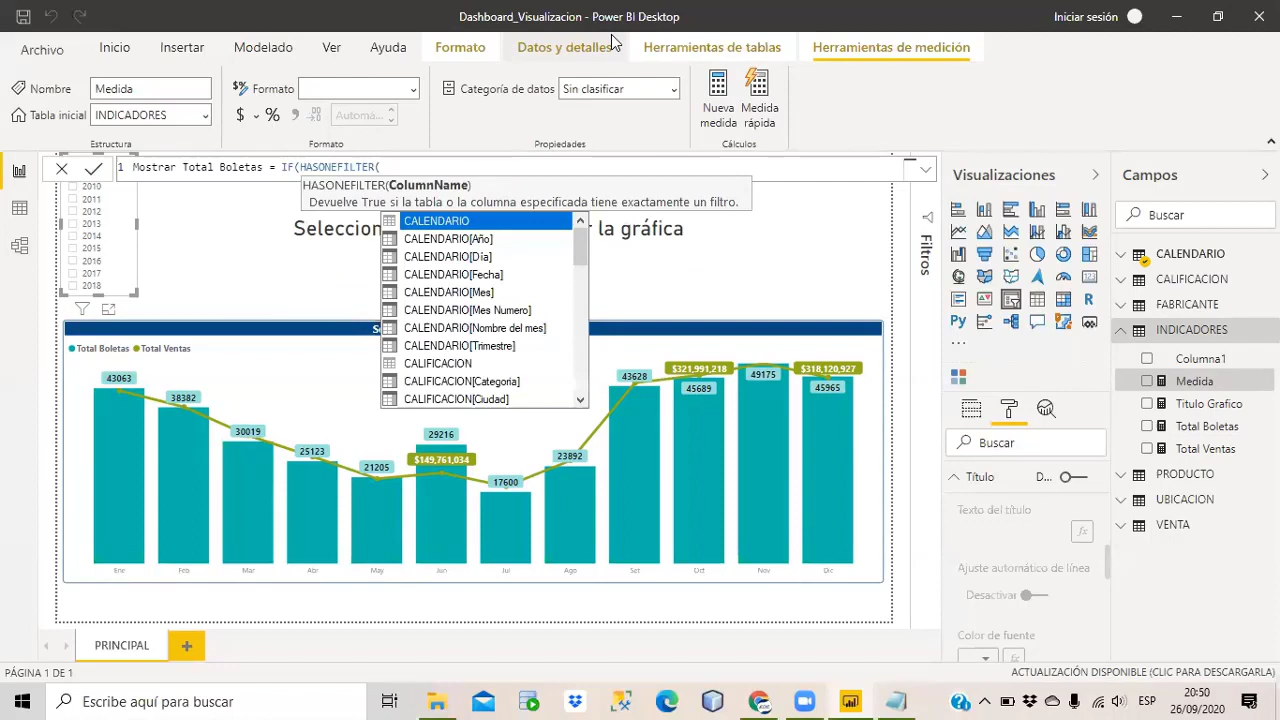 Dashboard_Visualizacion - Power BI Desktop
Iniciar sesión
Archivo
Inicio
Insertar
Modelado
Ver
Ayuda
Formato
Datos y detalles
Herramientas de tablas
Herramientas de medición
Nombre
Medida
Tabla inicial
INDICADORES
Estructura
Formato
$
%
Automá...
Formato
Categoría de datos
Sin clasificar
Propiedades
Nueva medida
Medida rápida
Cálculos
1 Mostrar Total Boletas = IF(HASONEFILTER(
HASONEFILTER(ColumnName)
Devuelve True si la tabla o la columna especificada tiene exactamente un filtro.
CALENDARIO
CALENDARIO[Año]
CALENDARIO[Día]
CALENDARIO[Fecha]
CALENDARIO[Mes]
CALENDARIO[Mes Numero]
CALENDARIO[Nombre del mes]
CALENDARIO[Trimestre]
CALIFICACION
CALIFICACION[Categoria]
CALIFICACION[Ciudad]
2010
2011
2012
2013
2014
2015
2016
2017
2018
Seleccion
r la gráfica
S
Total Boletas
Total Ventas
43063
38382
30019
25123
21205
29216
$149,761,034
17600
23892
43628
$321,991,218
45689
49175
$318,120,927
45965
Ene
Feb
Mar
Abr
May
Jun
Jul
Ago
Set
Oct
Nov
Dic
Filtros
Visualizaciones
R
Py
...
Buscar
Título
D...
Texto del título
fx
Ajuste automático de línea
Desactivar
Color de fuente
Campos
Buscar
CALENDARIO
CALIFICACION
FABRICANTE
INDICADORES
Column1
Medida
Titulo Grafico
Total Boletas
Total Ventas
PRODUCTO
UBICACION
VENTA
PRINCIPAL
PÁGINA 1 DE 1
ACTUALIZACIÓN DISPONIBLE (CLIC PARA DESCARGARLA)
Escribe aquí para buscar
ESP
20:50
26/09/2020